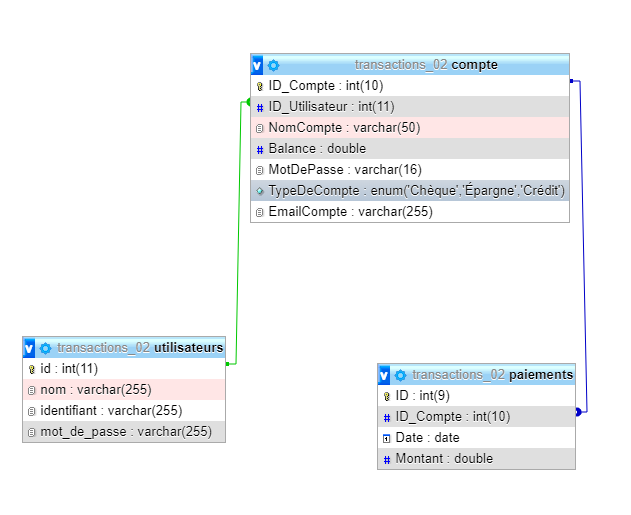 transactions_02 compte
ID_Compte : int(10)
ID_Utilisateur : int(11)
NomCompte : varchar(50)
Balance : double
MotDePasse : varchar(16)
TypeDeCompte : enum('Chèque','Épargne','Crédit')
EmailCompte : varchar(255)
transactions_02 utilisateurs
id : int(11)
nom : varchar(255)
identifiant : varchar(255)
mot_de_passe : varchar(255)
transactions_02 paiements
ID : int(9)
ID_Compte : int(10)
Date : date
Montant : double